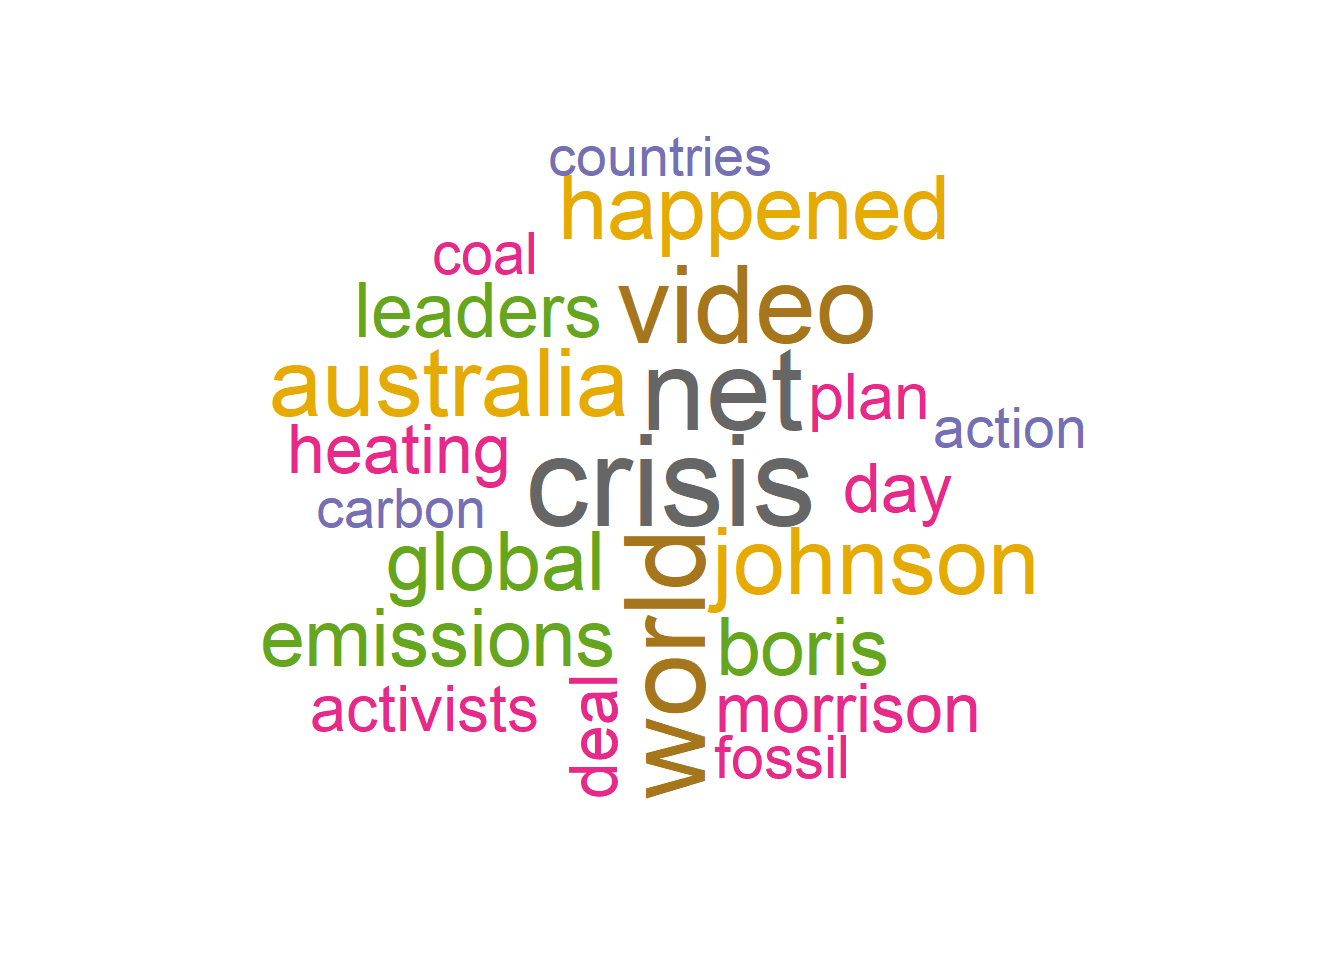 countries
happened
coal
leaders
video
australia
net
plan
action
heating
crisis
day
carbon
global
world
johnson
emissions
boris
activists
deal
morrison
fossil